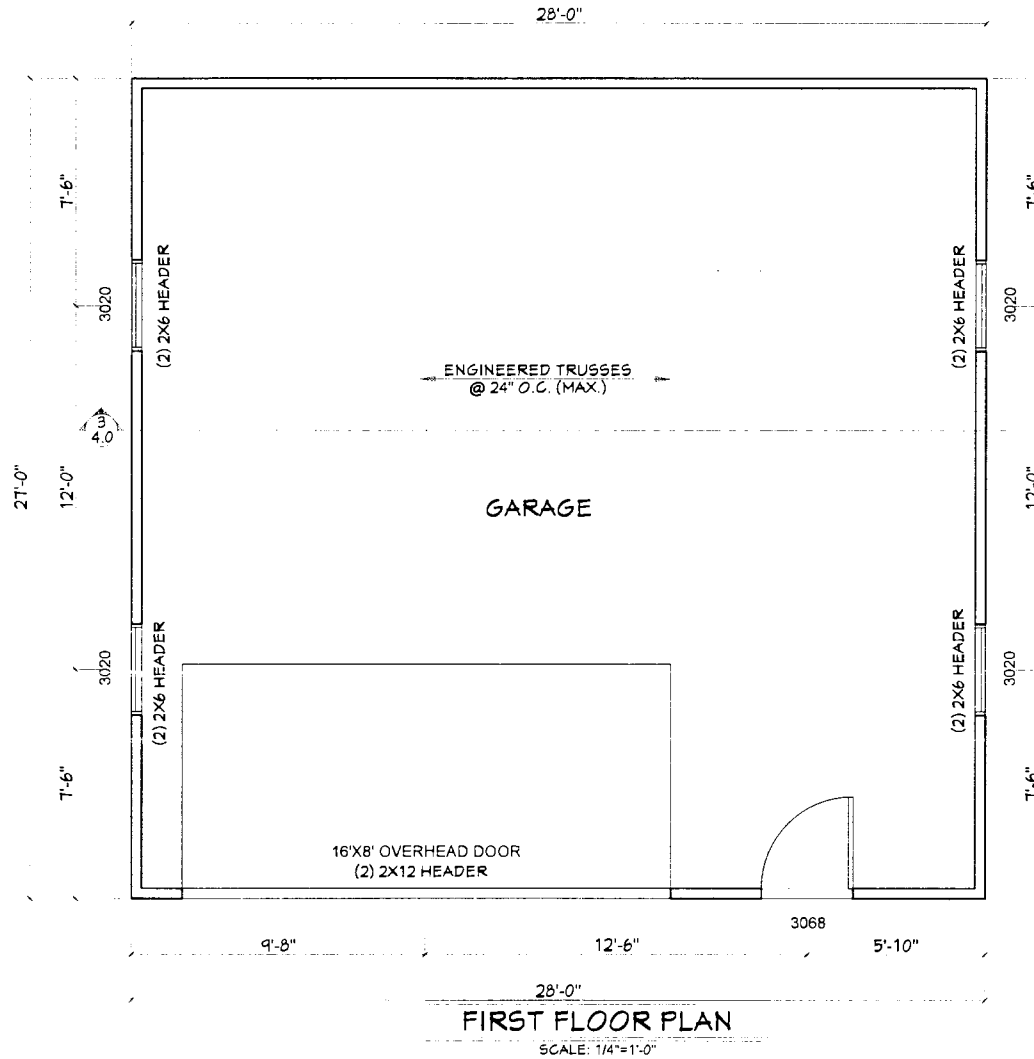 28'-0"
7'-6"
7'-6"
(2) 2X6 HEADER
(2) 2X6 HEADER
3020
3020
ENGINEERED TRUSSES
@ 24" O.C. (MAX.)
3
4.0
27'-0"
12'-0"
12'-0"
GARAGE
(2) 2X6 HEADER
(2) 2X6 HEADER
3020
3020
7'-6"
7'-6"
16'X8' OVERHEAD DOOR
(2) 2X12 HEADER
3068
9'-8"
12'-6"
5'-10"
28'-0"
FIRST FLOOR PLAN
SCALE: 1/4"=1'-0"